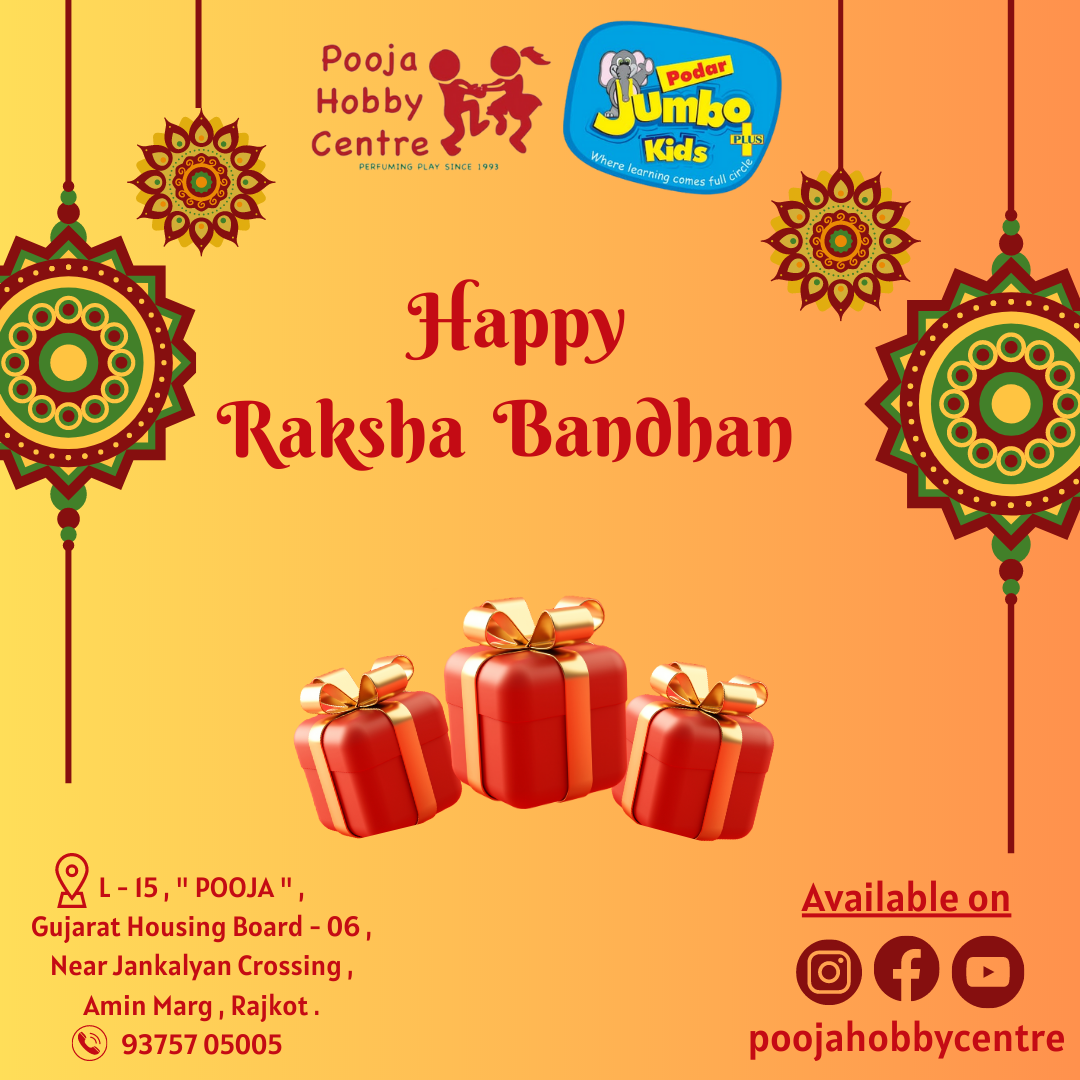 Pooja
Hobby
Centre
PERFUMING PLAY SINCE 1993
Podar
Jumbo
Kids
PLUS
Where learning comes full circle
Happy
Raksha Bandhan
L - 15 , " POOJA " ,
Gujarat Housing Board - 06 ,
Near Jankalyan Crossing ,
Amin Marg , Rajkot .
93757 05005
Available on
poojahobbycentre